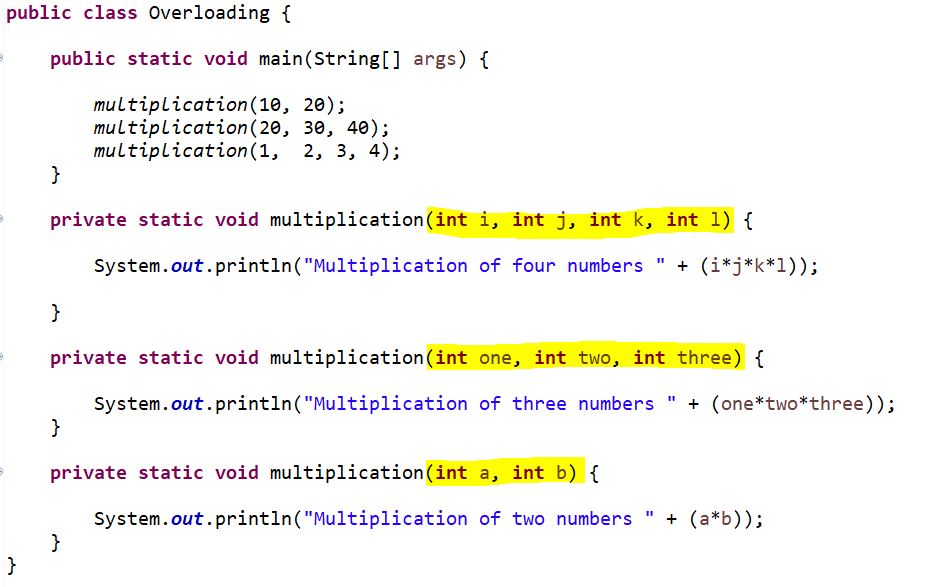 public class Overloading {
public static void main(String[] args) {
multiplication(10, 20);
multiplication(20, 30, 40);
multiplication(1,  2, 3, 4);
}
private static void multiplication(int i, int j, int k, int l) {
System.out.println("Multiplication of four numbers " + (i*j*k*l));
}
private static void multiplication(int one, int two, int three) {
System.out.println("Multiplication of three numbers " + (one*two*three));
}
private static void multiplication(int a, int b) {
System.out.println("Multiplication of two numbers " + (a*b));
}
}